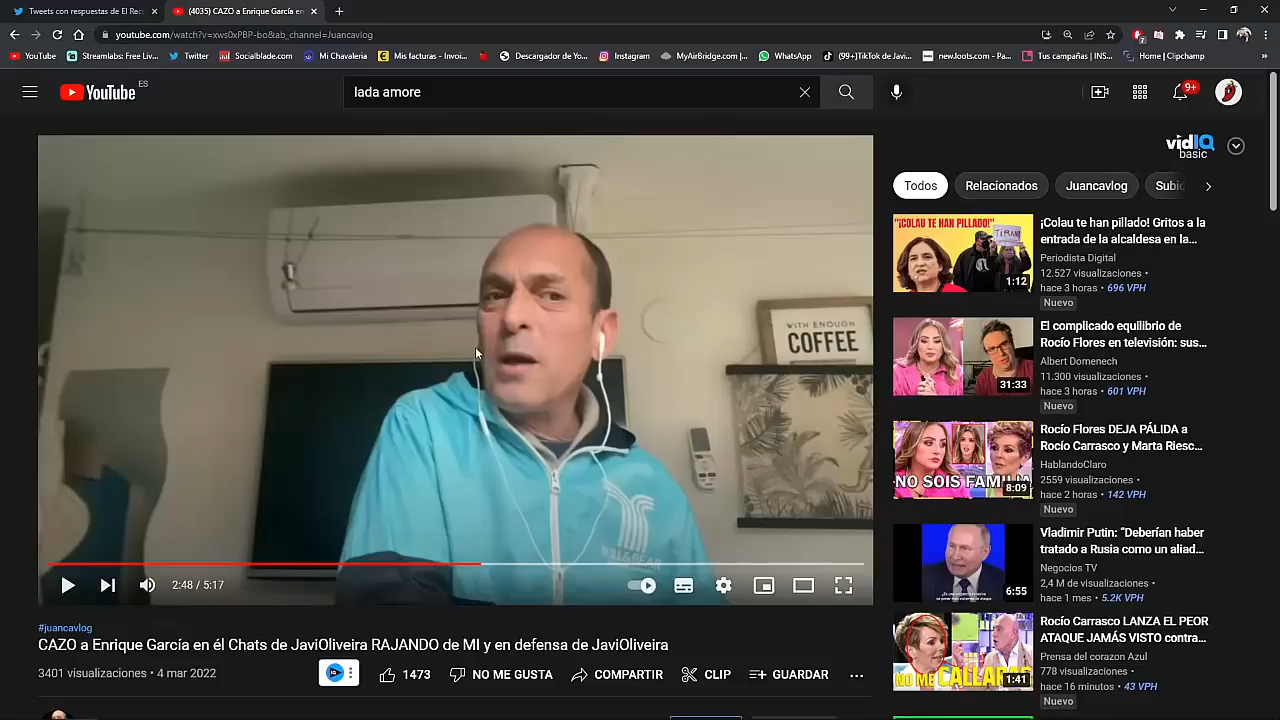 Tweets con respuestas de El Rec
(4035) CAZO a Enrique García en
youtube.com/watch?v=xws0xPBP-bo&ab_channel=Juancavlog
YouTube
Streamlabs: Free Liv...
Twitter
Socialblade.com
Mi Chavaleria
Mis facturas - Invoi...
Descargador de Yo...
Instagram
MyAirBridge.com |...
WhatsApp
(99+)TikTok de Javi...
new.loots.com - Pa...
Tus campañas | INS...
Home | Clipchamp
YouTube ES
lada amore
9+
vidIQ
basic
Todos
Relacionados
Juancavlog
Subid
WITH ENOUGH
COFFEE
2:48 / 5:17
#juancavlog
CAZO a Enrique García en él Chats de JaviOliveira RAJANDO de MI y en defensa de JaviOliveira
3401 visualizaciones • 4 mar 2022
1473
NO ME GUSTA
COMPARTIR
CLIP
GUARDAR
"¡COLAU TE HAN PILLADO!"
1:12
¡Colau te han pillado! Gritos a la
entrada de la alcaldesa en la...
Periodista Digital
12.527 visualizaciones •
hace 3 horas • 696 VPH
Nuevo
31:33
El complicado equilibrio de
Rocío Flores en televisión: sus...
Albert Domenech
11.300 visualizaciones •
hace 3 horas • 601 VPH
Nuevo
NO SOIS FAMILIA
8:09
Rocío Flores DEJA PÁLIDA a
Rocío Carrasco y Marta Riesc...
HablandoClaro
2559 visualizaciones •
hace 2 horas • 142 VPH
Nuevo
6:55
Vladimir Putin: “Deberían haber
tratado a Rusia como un aliad...
Negocios TV
2,4 M de visualizaciones •
hace 1 mes • 5.2K VPH
NO ME CALLARÁS
1:41
Rocío Carrasco LANZA EL PEOR
ATAQUE JAMÁS VISTO contra...
Prensa del corazon Azul
778 visualizaciones •
hace 16 minutos • 43 VPH
Nuevo